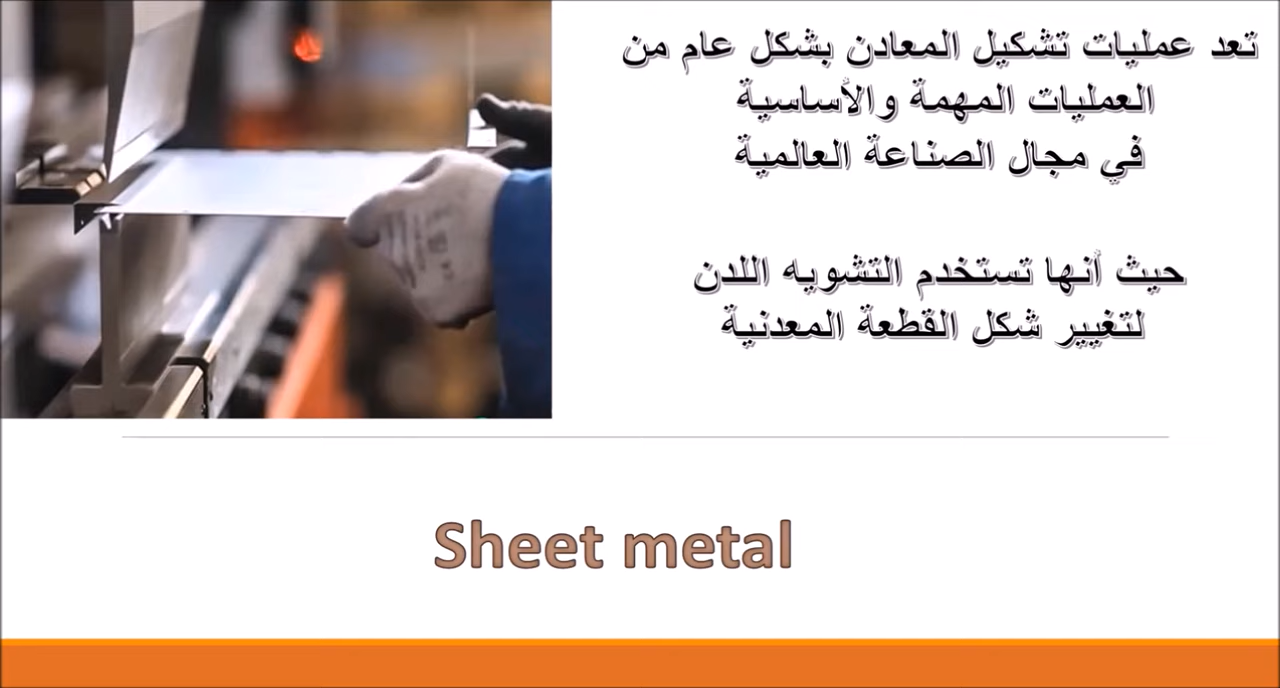 تعد عمليات تشكيل المعادن بشكل عام من
العمليات المهمة والأساسية
في مجال الصناعة العالمية
حيث أنها تستخدم التشويه اللدن
لتغيير شكل القطعة المعدنية
Sheet metal